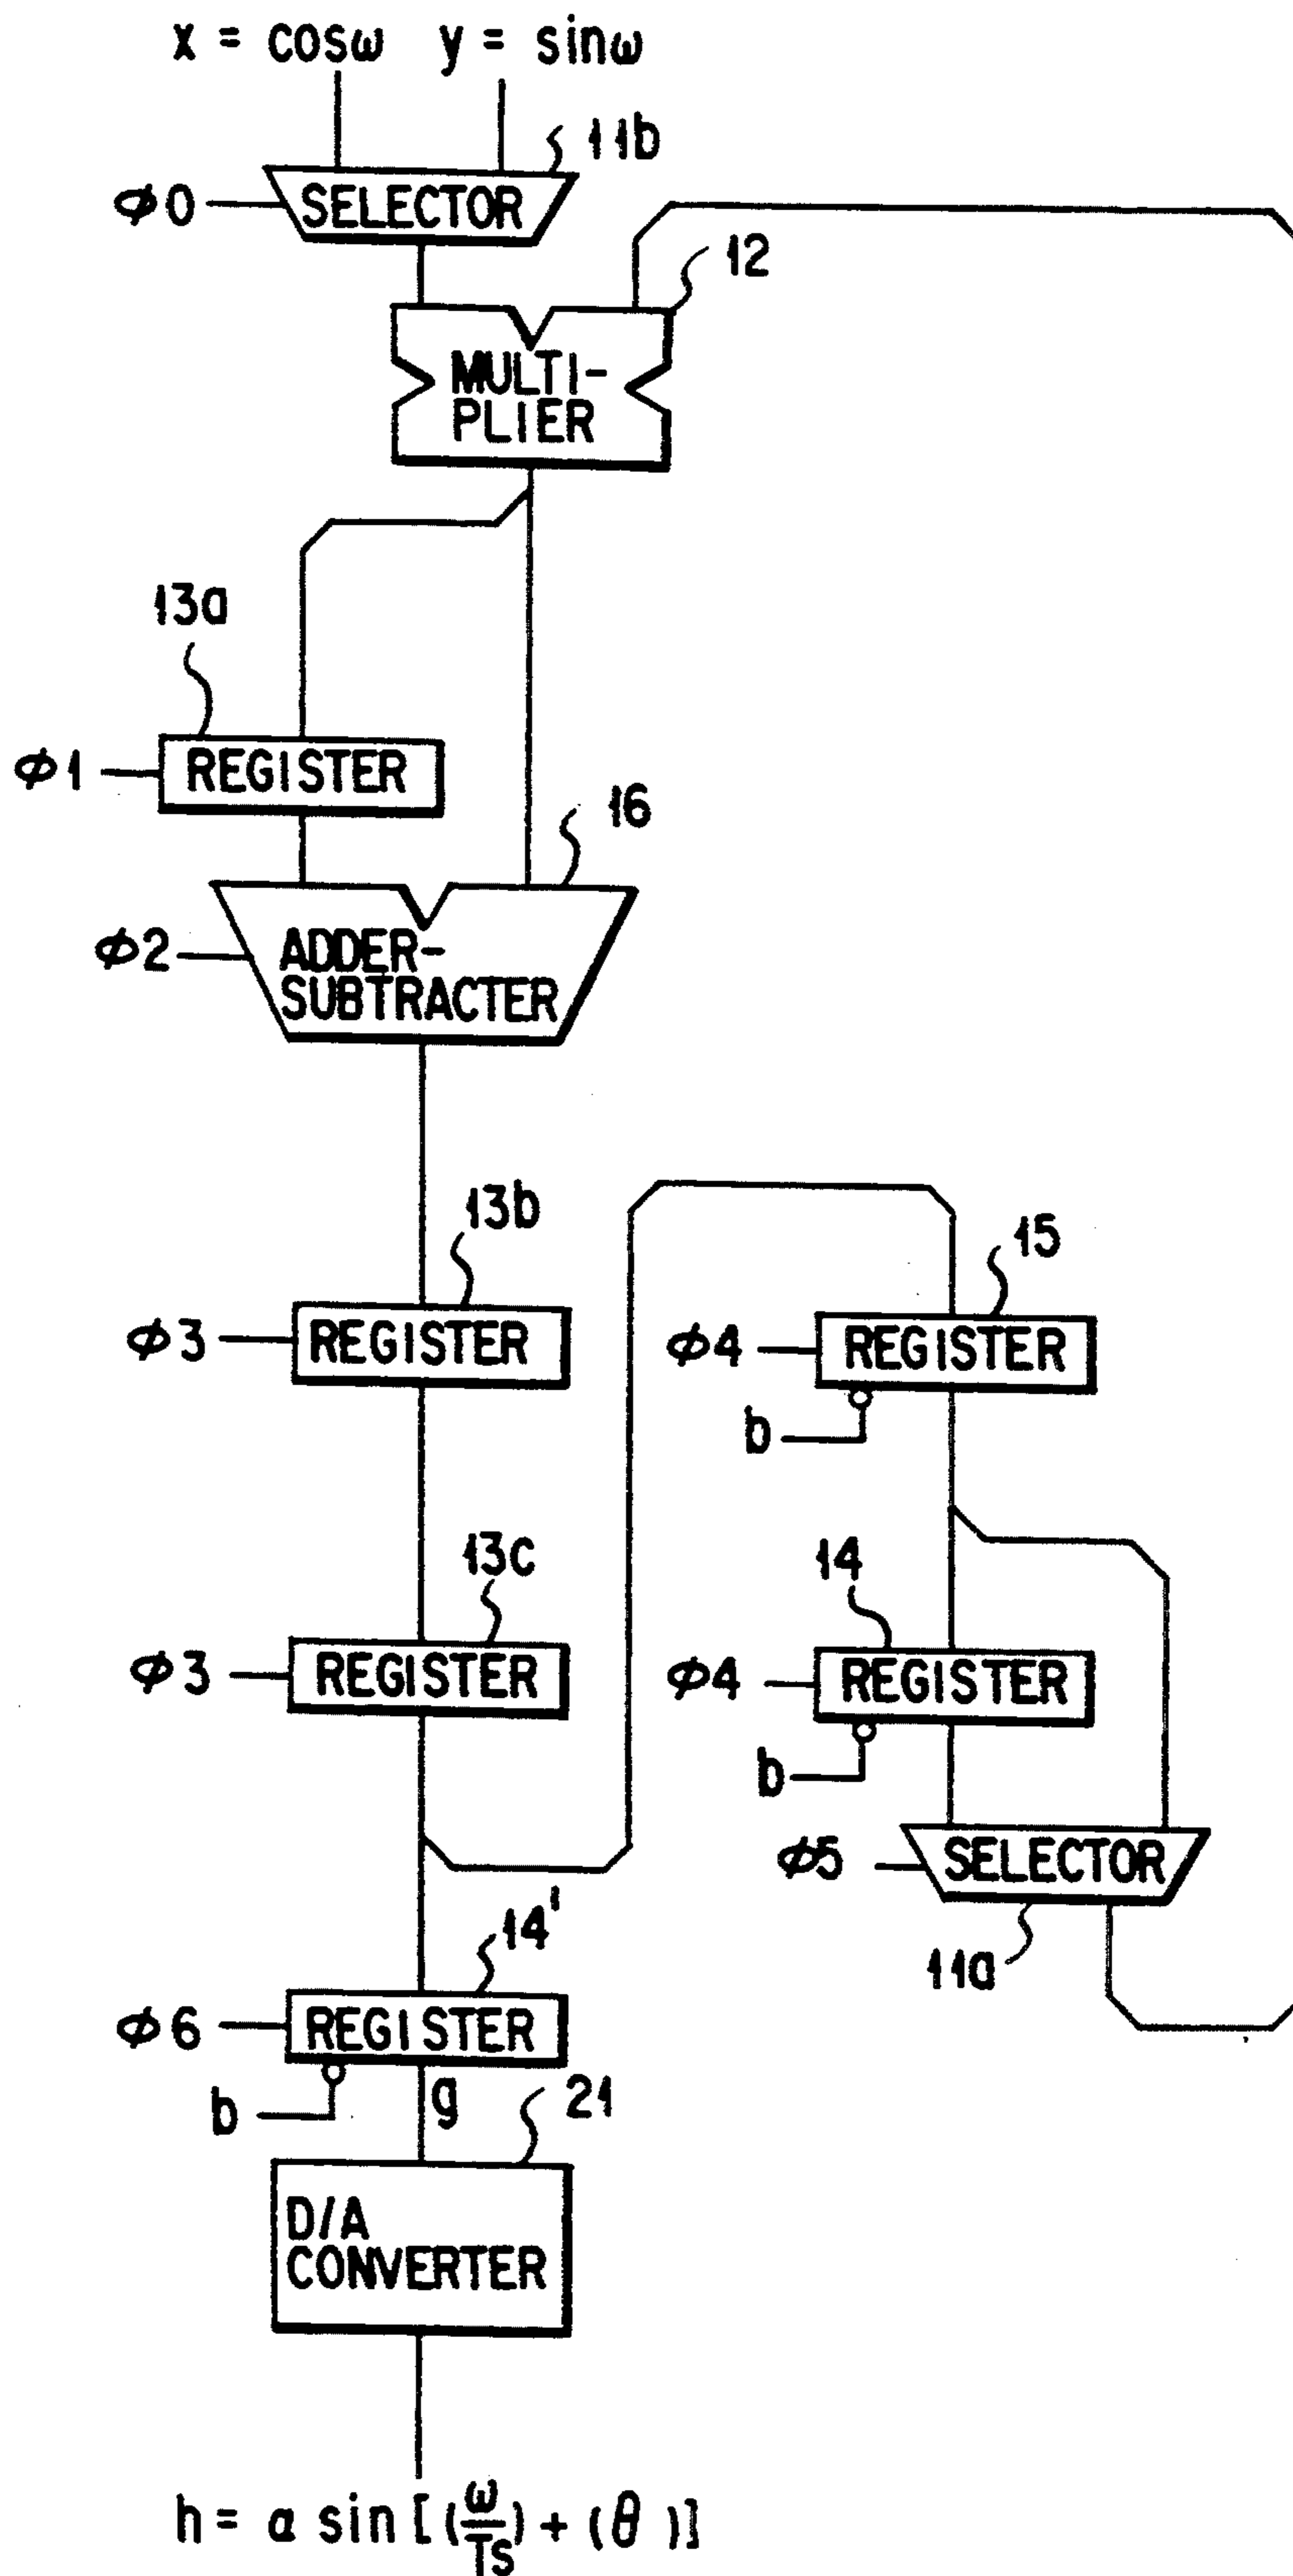 x = cosω y = sinω
11b
φ0
SELECTOR
12
MULTI-
PLIER
13a
φ1
REGISTER
16
φ2
ADDER-
SUBTRACTER
13b
15
φ3
REGISTER
φ4
REGISTER
b
13c
14
φ3
REGISTER
φ4
REGISTER
b
φ5
SELECTOR
11a
14'
φ6
REGISTER
b
g
21
D/A
CONVERTER
h = a sin [(ω/Ts) + (θ )]